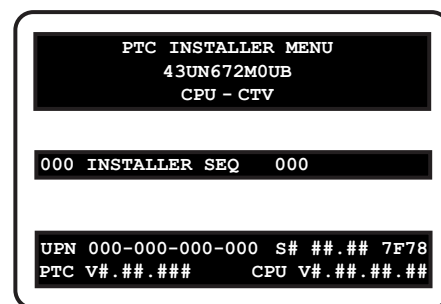 PTC INSTALLER MENU
43UN672M0UB
CPU – CTV
000 INSTALLER SEQ 000
UPN 000-000-000-000 S# ##.## 7F78
PTC V#.##.### CPU V#.##.##.##